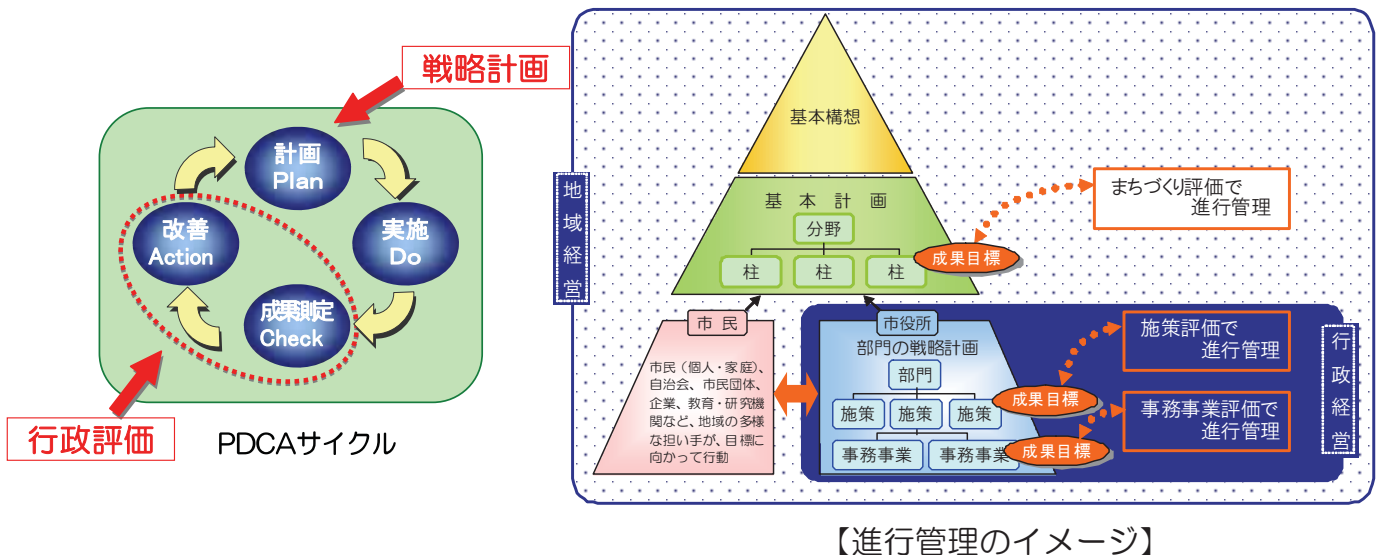 戦略計画
計画
Plan
改善
Action
実施
Do
成果測定
Check
行政評価
PDCAサイクル
地域経営
基本構想
基本計画
分野
柱
柱
柱
成果目標
まちづくり評価で
進行管理
市民
市民（個人・家庭）、
自治会、市民団体、
企業、教育・研究機
関など、地域の多様
な担い手が、目標に
向かって行動
市役所
部門の戦略計画
部門
施策
施策
施策
事務事業
事務事業
成果目標
成果目標
施策評価で
進行管理
事務事業評価で
進行管理
行政経営
【進行管理のイメージ】